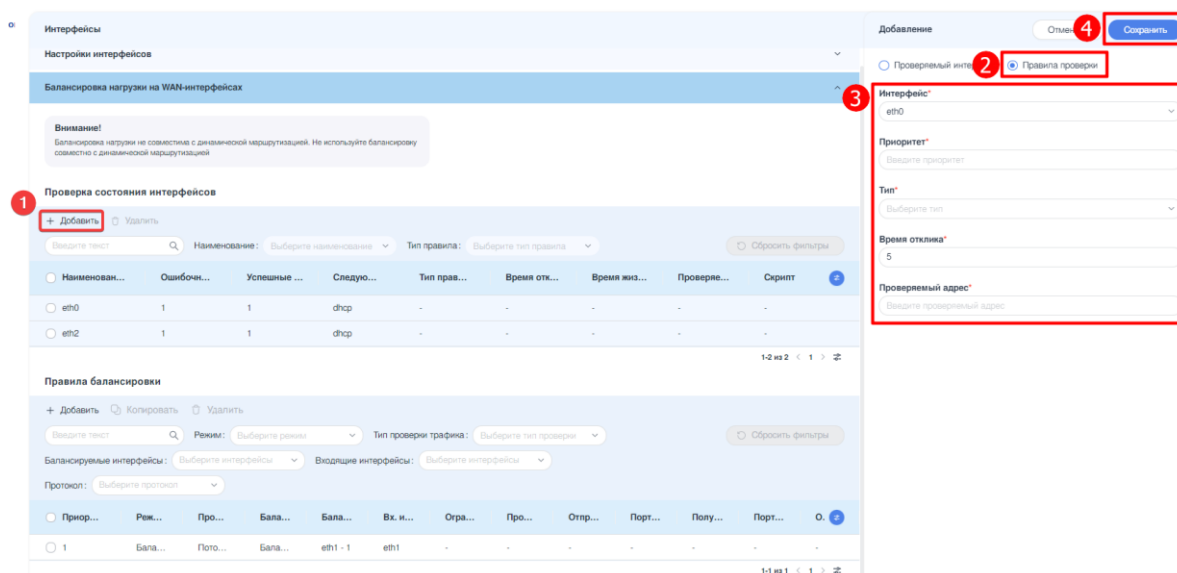 Интерфейсы
Добавление
Отмен
4
Сохранить
Настройки интерфейсов
Проверяемый инте
2
Правила проверки
Балансировка нагрузки на WAN-интерфейсах
3
Интерфейс*
eth0
Внимание!
Балансировка нагрузки не совместима с динамической маршрутизацией. Не используйте балансировку
совместно с динамической маршрутизацией
Приоритет*
Введите приоритет
Проверка состояния интерфейсов
Тип*
Выберите тип
1
+ Добавить Удалить
Введите текст Наименование: Выберите наименование Тип правила: Выберите тип правила Сбросить фильтры
Время отклика*
5
Наименован... Ошибочн... Успешные ... Следую... Тип прав... Время отк... Время жиз... Проверяе... Скрипт
Проверяемый адрес*
Введите проверяемый адрес
eth0 1 1 dhcp - - - - -
eth2 1 1 dhcp - - - - -
1-2 из 2 < 1 >
Правила балансировки
+ Добавить Копировать Удалить
Введите текст Режим: Выберите режим Тип проверки трафика: Выберите тип проверки Сбросить фильтры
Балансируемые интерфейсы: Выберите интерфейсы Входящие интерфейсы: Выберите интерфейсы
Протокол: Выберите протокол
Приор... Реж... Про... Бала... Бала... Вх. и... Огра... Про... Отпр... Порт... Полу... Порт... О.
1 Бала... Пото... Бала... eth1 - 1 eth1 - - - - - - -
1-1 из 1 < 1 >